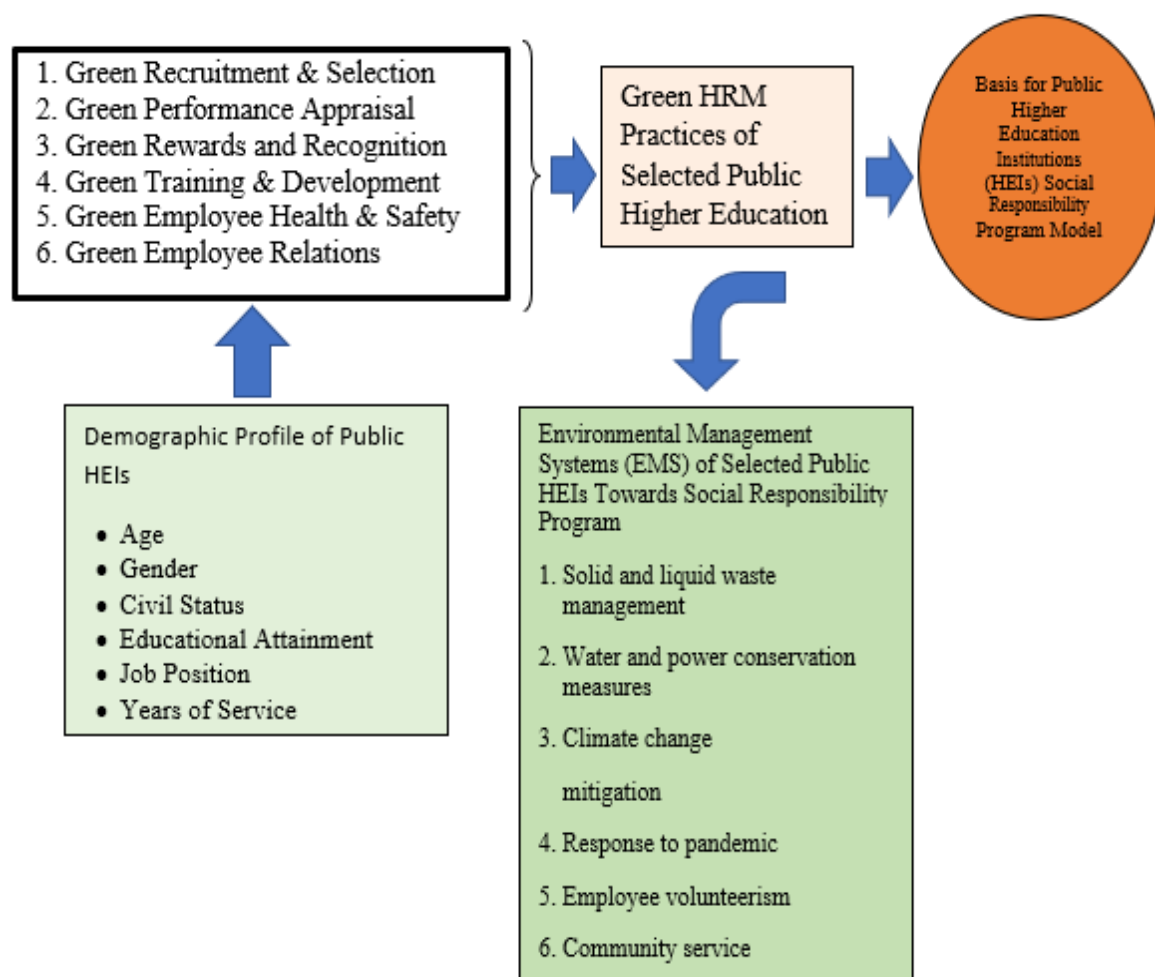 1. Green Recruitment & Selection
2. Green Performance Appraisal
3. Green Rewards and Recognition
4. Green Training & Development
5. Green Employee Health & Safety
6. Green Employee Relations
Green HRM
Practices of
Selected Public
Higher Education
Basis for Public
Higher
Education
Institutions
(HEIs) Social
Responsibility
Program Model
Demographic Profile of Public
HEIs
• Age
• Gender
• Civil Status
• Educational Attainment
• Job Position
• Years of Service
Environmental Management
Systems (EMS) of Selected Public
HEIs Towards Social Responsibility
Program
1. Solid and liquid waste
management
2. Water and power conservation
measures
3. Climate change
mitigation
4. Response to pandemic
5. Employee volunteerism
6. Community service